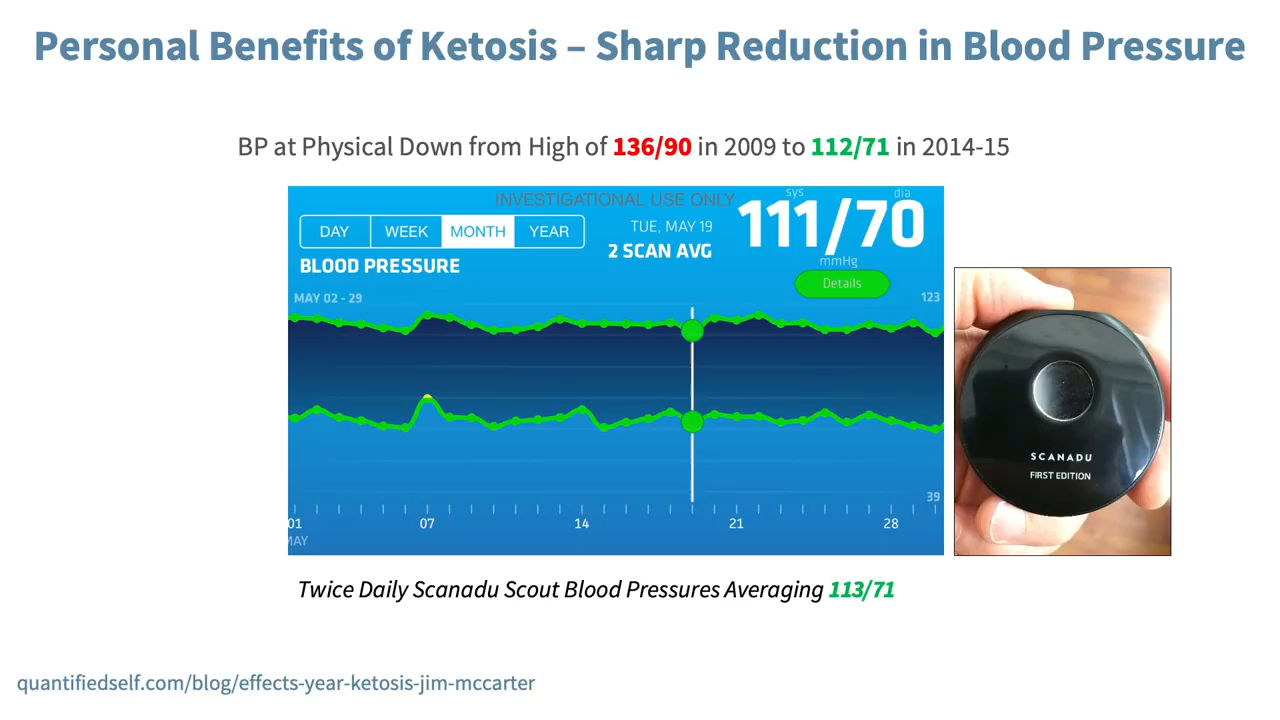 Personal Benefits of Ketosis – Sharp Reduction in Blood Pressure
BP at Physical Down from High of 136/90 in 2009 to 112/71 in 2014-15
INVESTIGATIONAL USE ONLY
sys
dia
DAY
WEEK
MONTH
YEAR
TUE, MAY 19
111/70
2 SCAN AVG
mmHg
BLOOD PRESSURE
Details
MAY 02 - 29
123
SCANADU
FIRST EDITION
39
01
07
14
21
28
MAY
Twice Daily Scanadu Scout Blood Pressures Averaging 113/71
quantifiedself.com/blog/effects-year-ketosis-jim-mccarter